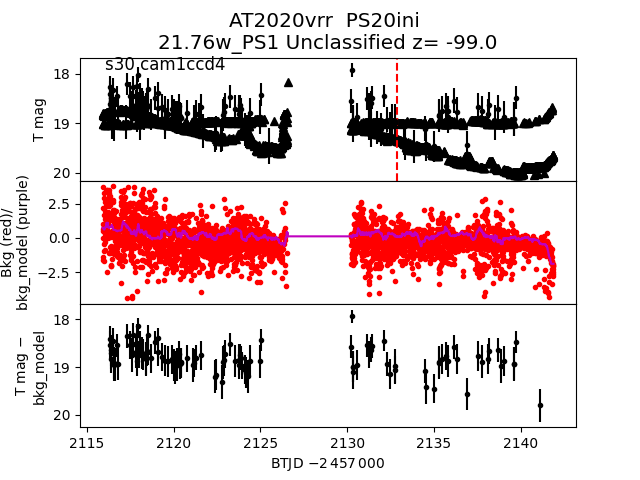 AT2020vrr  PS20ini
21.76w_PS1 Unclassified z= -99.0
s30 cam1ccd4
18
19
20
T mag
2.5
0.0
−2.5
Bkg (red)/
bkg_model (purple)
18
19
20
T mag −
bkg_model
2115
2120
2125
2130
2135
2140
BTJD −2 457 000